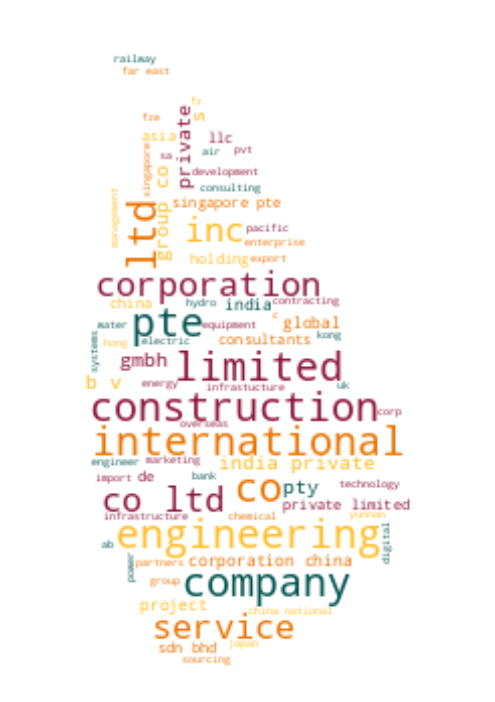 railway
far east
fz
fze
s
private
asia
llc
sa
air
pvt
singapore
development
group co
consulting
management
ltd
singapore pte
inc
pacific
enterprise
holding
export
corporation
china
hydro
india
contracting
c
water
pte
equipment
global
systems
hong
electric
consultants
kong
gmbh
limited
b v
energy
infrastucture
uk
construction
corp
overseas
international
engineer
marketing
india private
import
de
bank
technology
co ltd
co
pty
private limited
infrastructure
chemical
yunnan
engineering
digital
ab
power
partners
corporation china
group
company
project
china national
service
sdn bhd
japan
sourcing